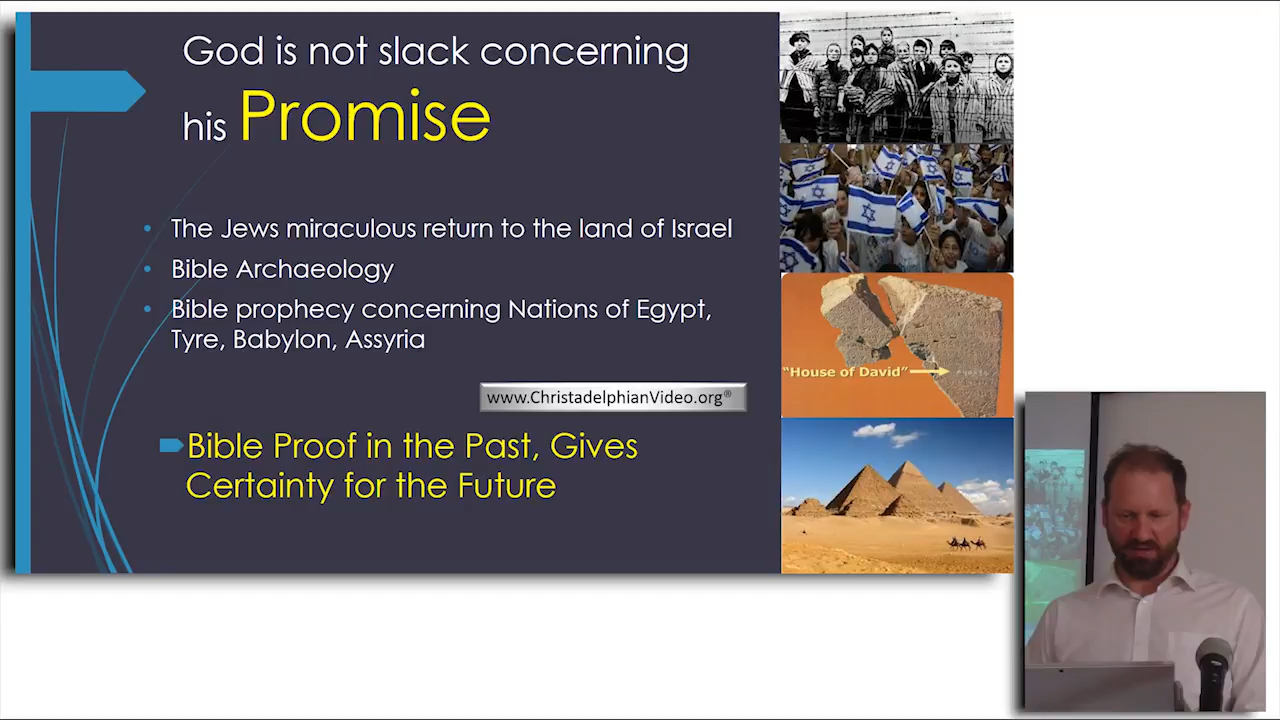 God is not slack concerning
his Promise
The Jews miraculous return to the land of Israel
Bible Archaeology
Bible prophecy concerning Nations of Egypt,
Tyre, Babylon, Assyria
www.ChristadelphianVideo.org®
Bible Proof in the Past, Gives
Certainty for the Future
"House of David"